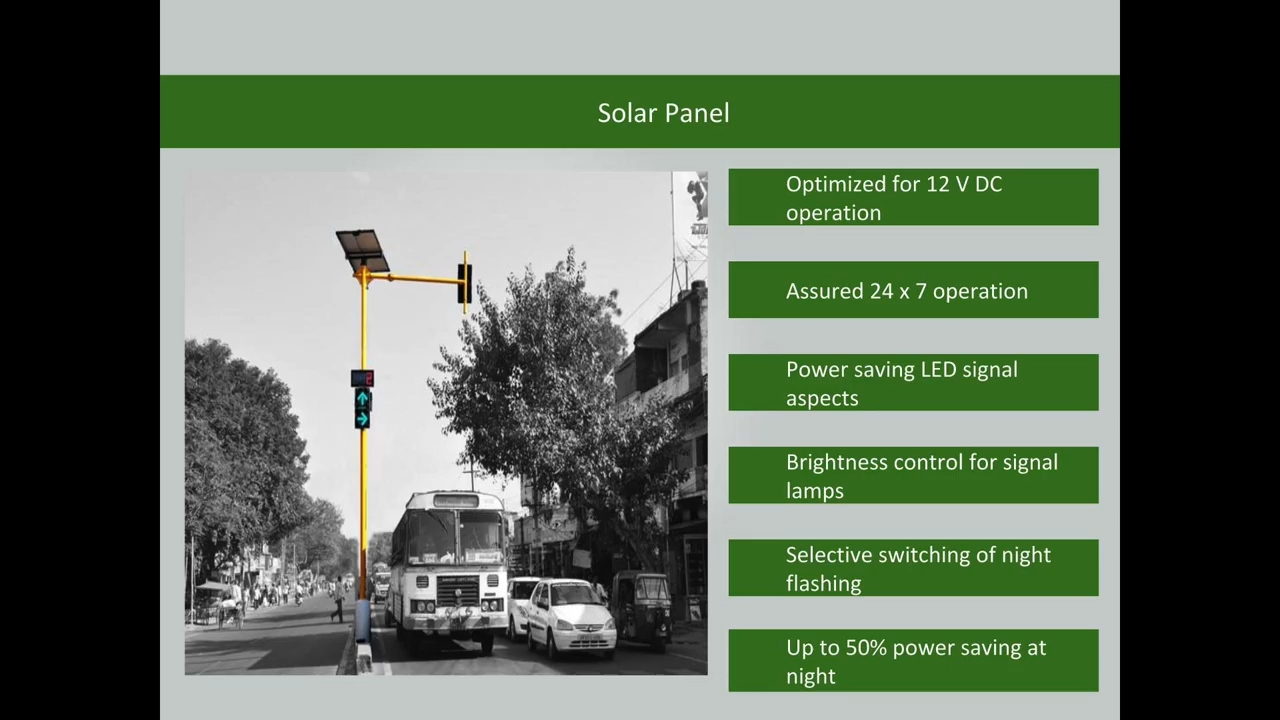 Solar Panel
Optimized for 12 V DC
operation
Assured 24 x 7 operation
Power saving LED signal
aspects
Brightness control for signal
lamps
Selective switching of night
flashing
Up to 50% power saving at
night
2